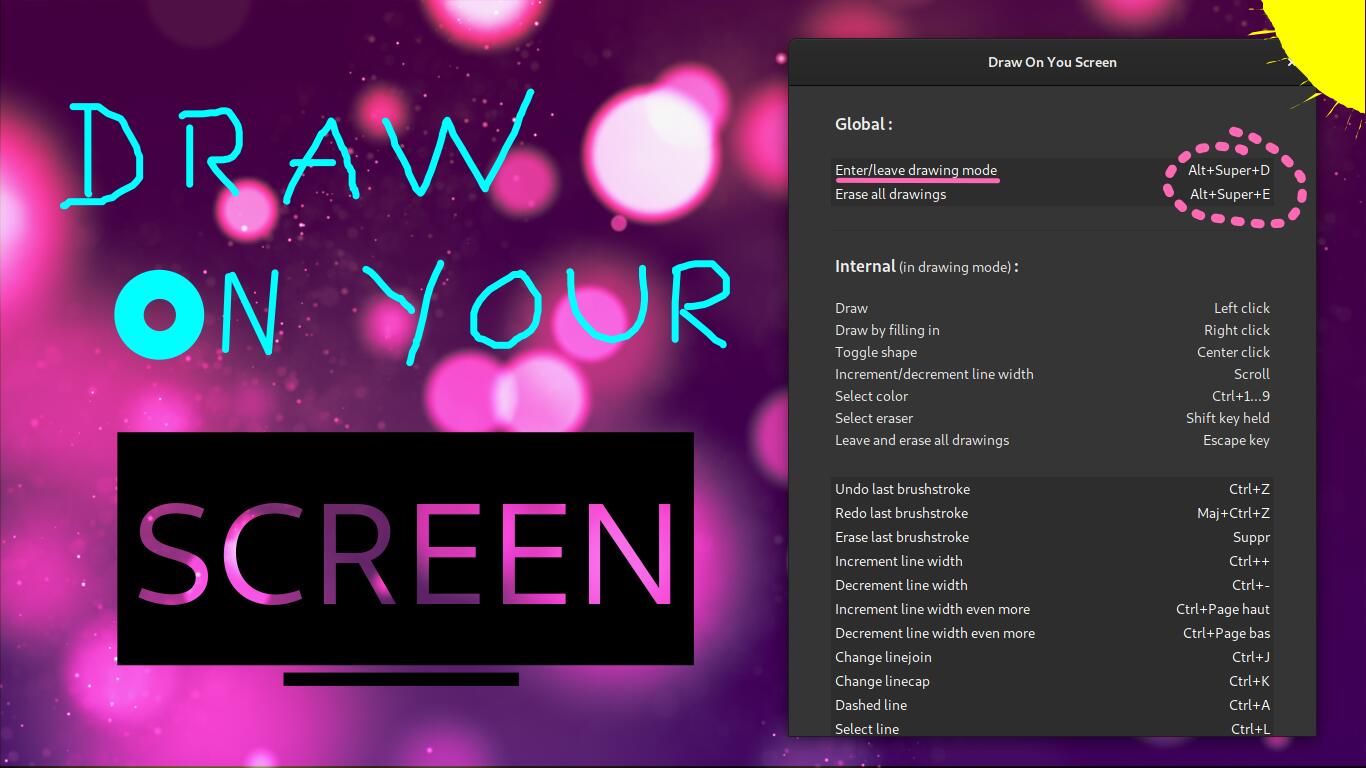 DRAW
ON YOUR
SCREEN
Draw On You Screen
Global :
Enter/leave drawing mode Alt+Super+D
Erase all drawings Alt+Super+E
Internal (in drawing mode) :
Draw Left click
Draw by filling in Right click
Toggle shape Center click
Increment/decrement line width Scroll
Select color Ctrl+1...9
Select eraser Shift key held
Leave and erase all drawings Escape key
Undo last brushstroke Ctrl+Z
Redo last brushstroke Maj+Ctrl+Z
Erase last brushstroke Suppr
Increment line width Ctrl++
Decrement line width Ctrl+-
Increment line width even more Ctrl+Page haut
Decrement line width even more Ctrl+Page bas
Change linejoin Ctrl+J
Change linecap Ctrl+K
Dashed line Ctrl+A
Select line Ctrl+L